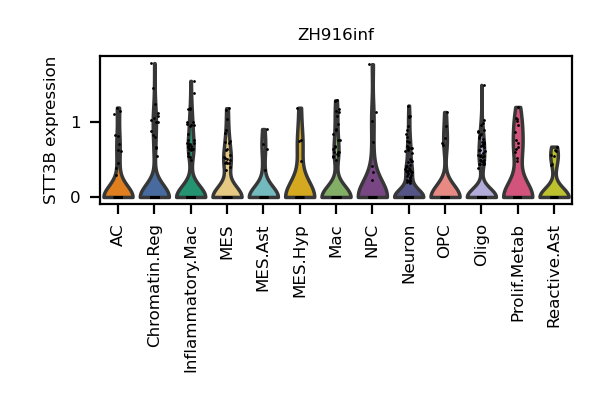 ZH916inf
STT3B expression
1
0
AC
Chromatin.Reg
Inflammatory.Mac
MES
MES.Ast
MES.Hyp
Mac
NPC
Neuron
OPC
Oligo
Prolif.Metab
Reactive.Ast